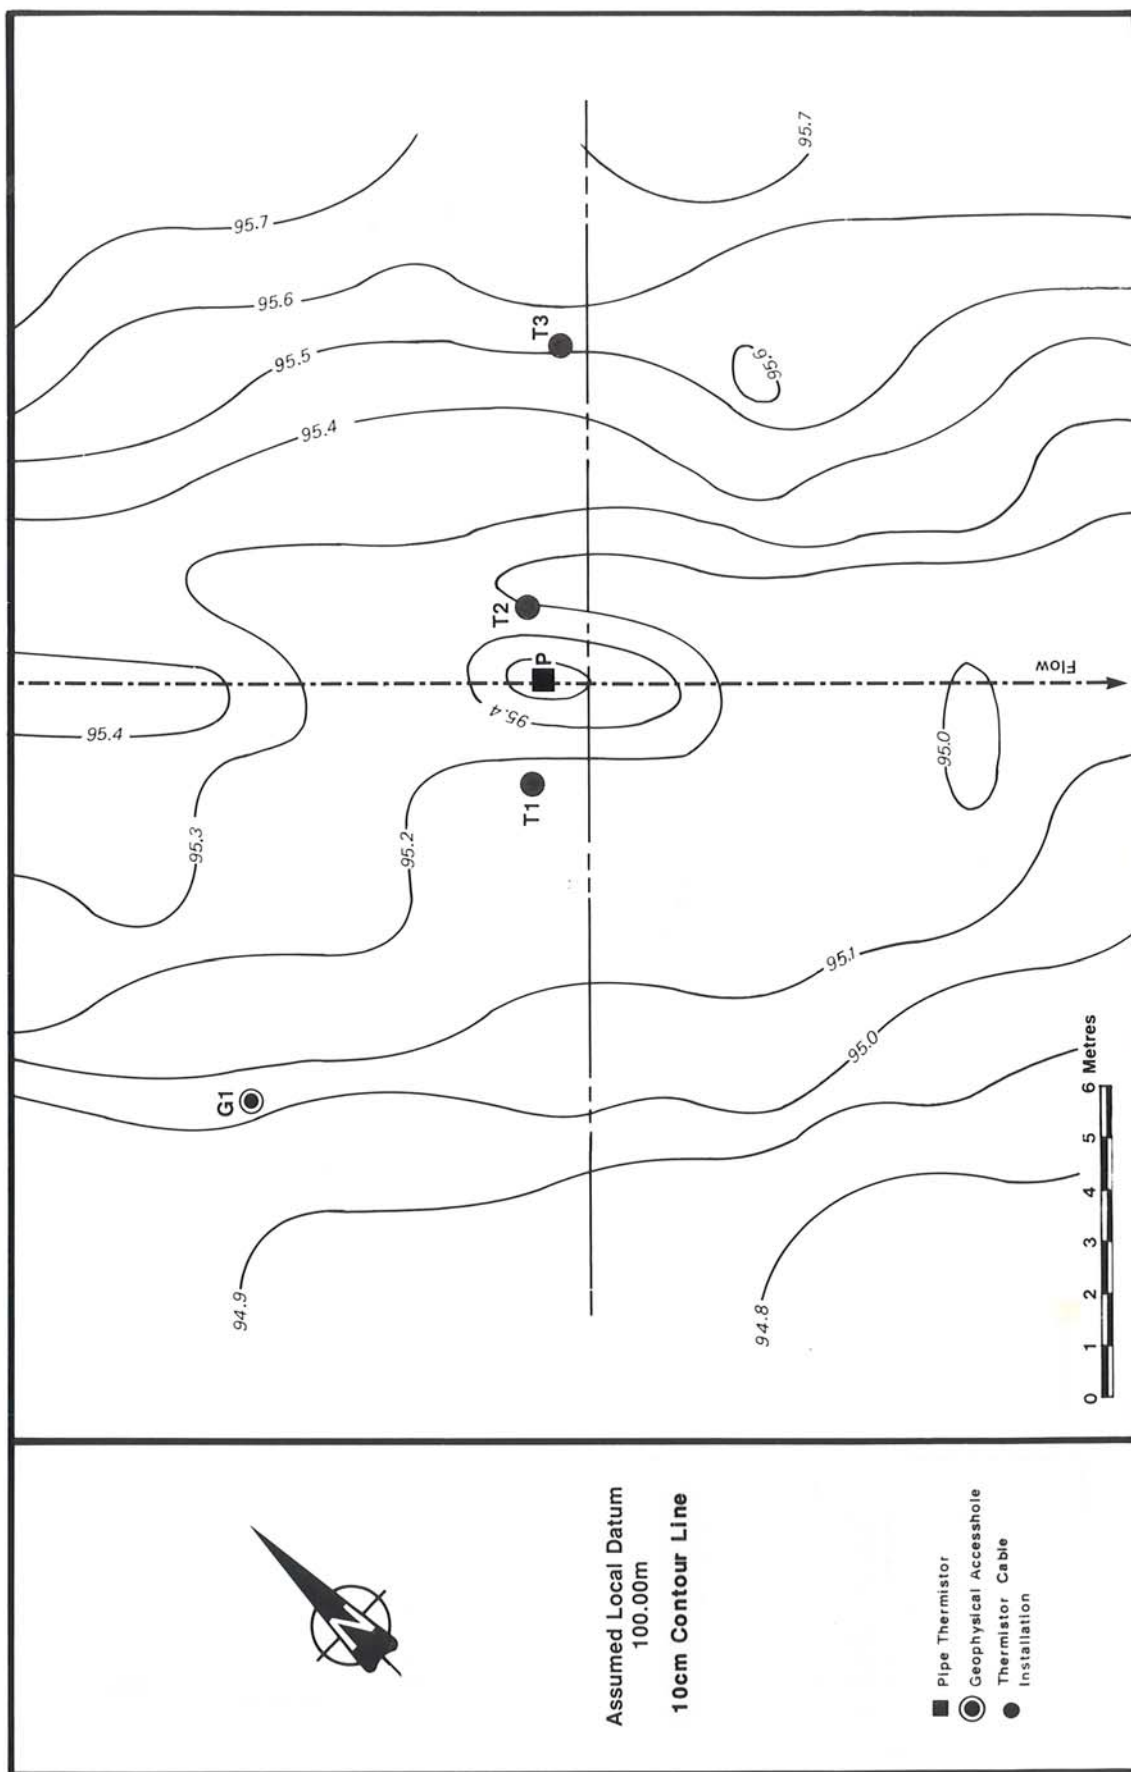 95.7
95.7
95.6
95.5
95.4
95.6
T3
T2
P
95.4
95.4
Flow
T1
95.3
95.2
95.0
95.1
95.0
G1
94.9
94.8
0 1 2 3 4 5 6 Metres
N
Assumed Local Datum
100.00m
10cm Contour Line
Pipe Thermistor
Geophysical Accesshole
Thermistor Cable
Installation